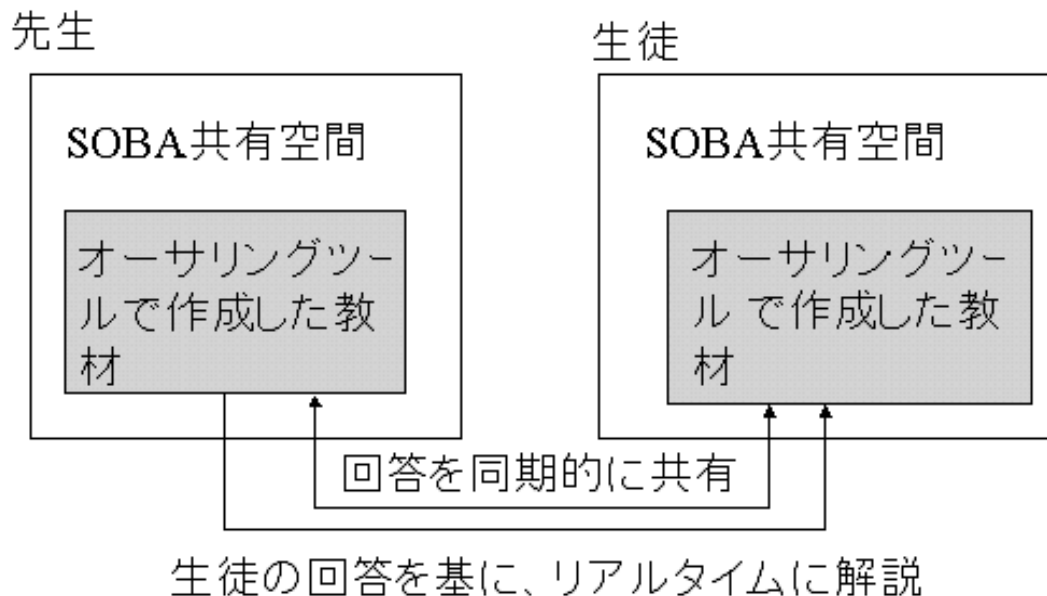 先生
生徒
SOBA共有空間
SOBA共有空間
オーサリングツー
ルで作成した教
材
オーサリングツー
ル で作成した教
材
回答を同期的に共有
生徒の回答を基に、リアルタイムに解説